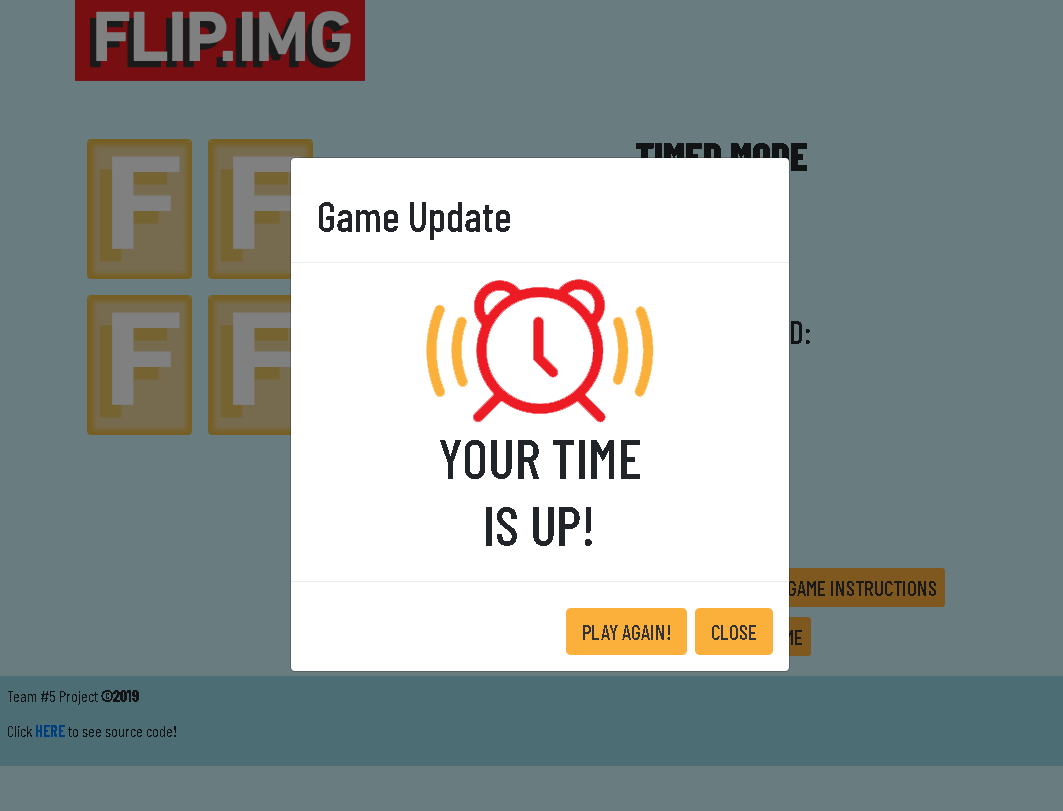 FLIP.IMG
F F
TIMED MODE
Game Update
F F
D:
YOUR TIME
IS UP!
GAME INSTRUCTIONS
PLAY AGAIN! CLOSE
ME
Team #5 Project ©2019
Click HERE to see source code!